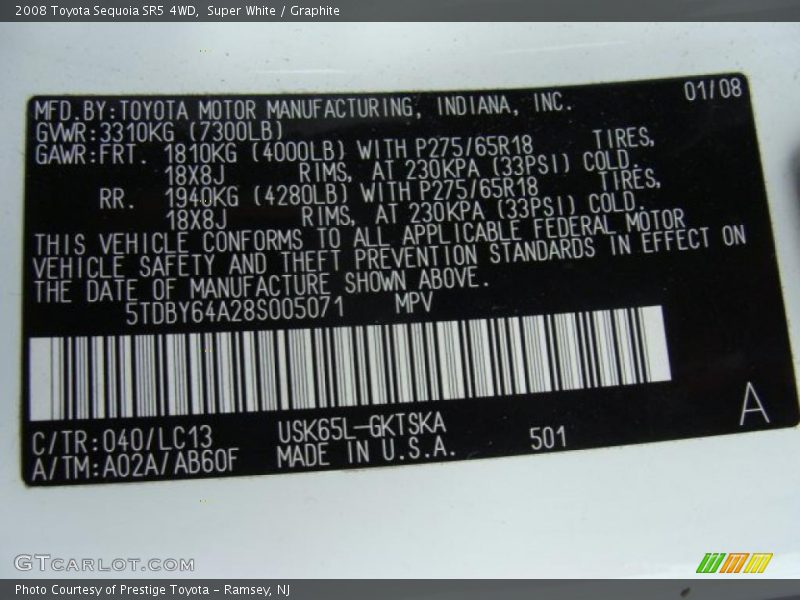 2008 Toyota Sequoia SR5 4WD,  Super White / Graphite
01/08
MFD.BY:TOYOTA MOTOR MANUFACTURING, INDIANA, INC.
GVWR:3310KG (7300LB)
GAWR:FRT. 1810KG (4000LB) WITH P275/65R18 TIRES,
18X8J RIMS, AT 230KPA (33PSI) COLD.
RR. 1940KG (4280LB) WITH P275/65R18 TIRES,
18X8J RIMS, AT 230KPA (33PSI) COLD.
THIS VEHICLE CONFORMS TO ALL APPLICABLE FEDERAL MOTOR
VEHICLE SAFETY AND THEFT PREVENTION STANDARDS IN EFFECT ON
THE DATE OF MANUFACTURE SHOWN ABOVE.
5TDBY64A28S005071 MPV
C/TR:040/LC13 USK65L-GKTSKA
A/TM:A02A/AB60F MADE IN U.S.A. 501 A
GTCARLOT.COM
Photo Courtesy of Prestige Toyota - Ramsey, NJ